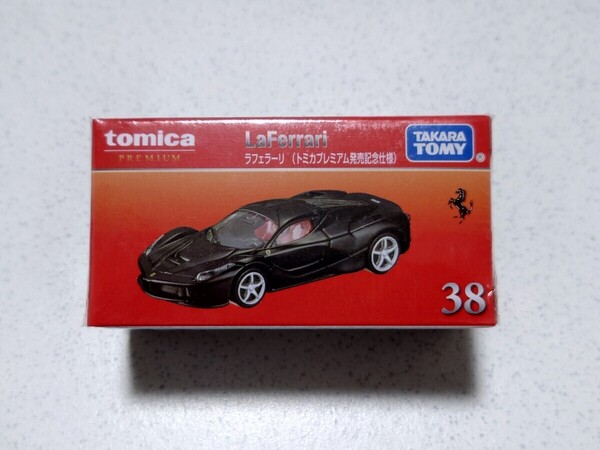 tomica
PREMIUM
LaFerrari
ラフェラーリ (トミカプレミアム発売記念仕様)
TAKARA
TOMY
38